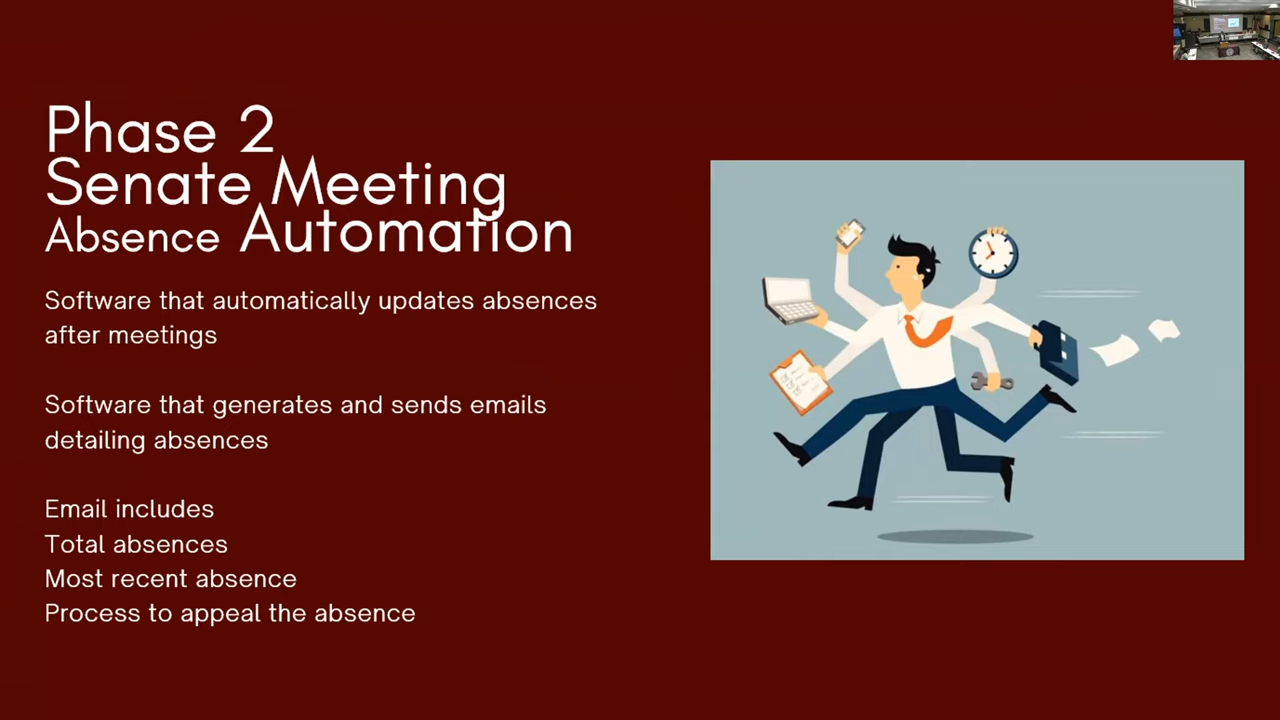 Phase 2
Senate Meeting
Absence Automation
Software that automatically updates absences
after meetings
Software that generates and sends emails
detailing absences
Email includes
Total absences
Most recent absence
Process to appeal the absence